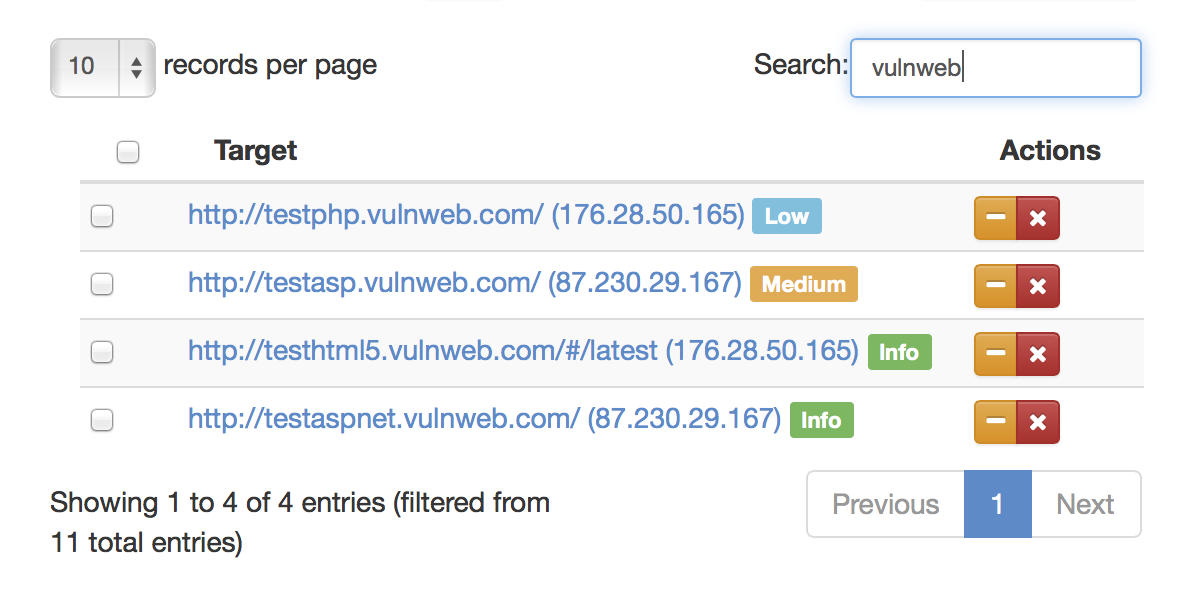 10 records per page Search: vulnweb
Target Actions
http://testphp.vulnweb.com/ (176.28.50.165) Low
http://testasp.vulnweb.com/ (87.230.29.167) Medium
http://testhtml5.vulnweb.com/#/latest (176.28.50.165) Info
http://testaspnet.vulnweb.com/ (87.230.29.167) Info
Showing 1 to 4 of 4 entries (filtered from
11 total entries)
Previous 1 Next